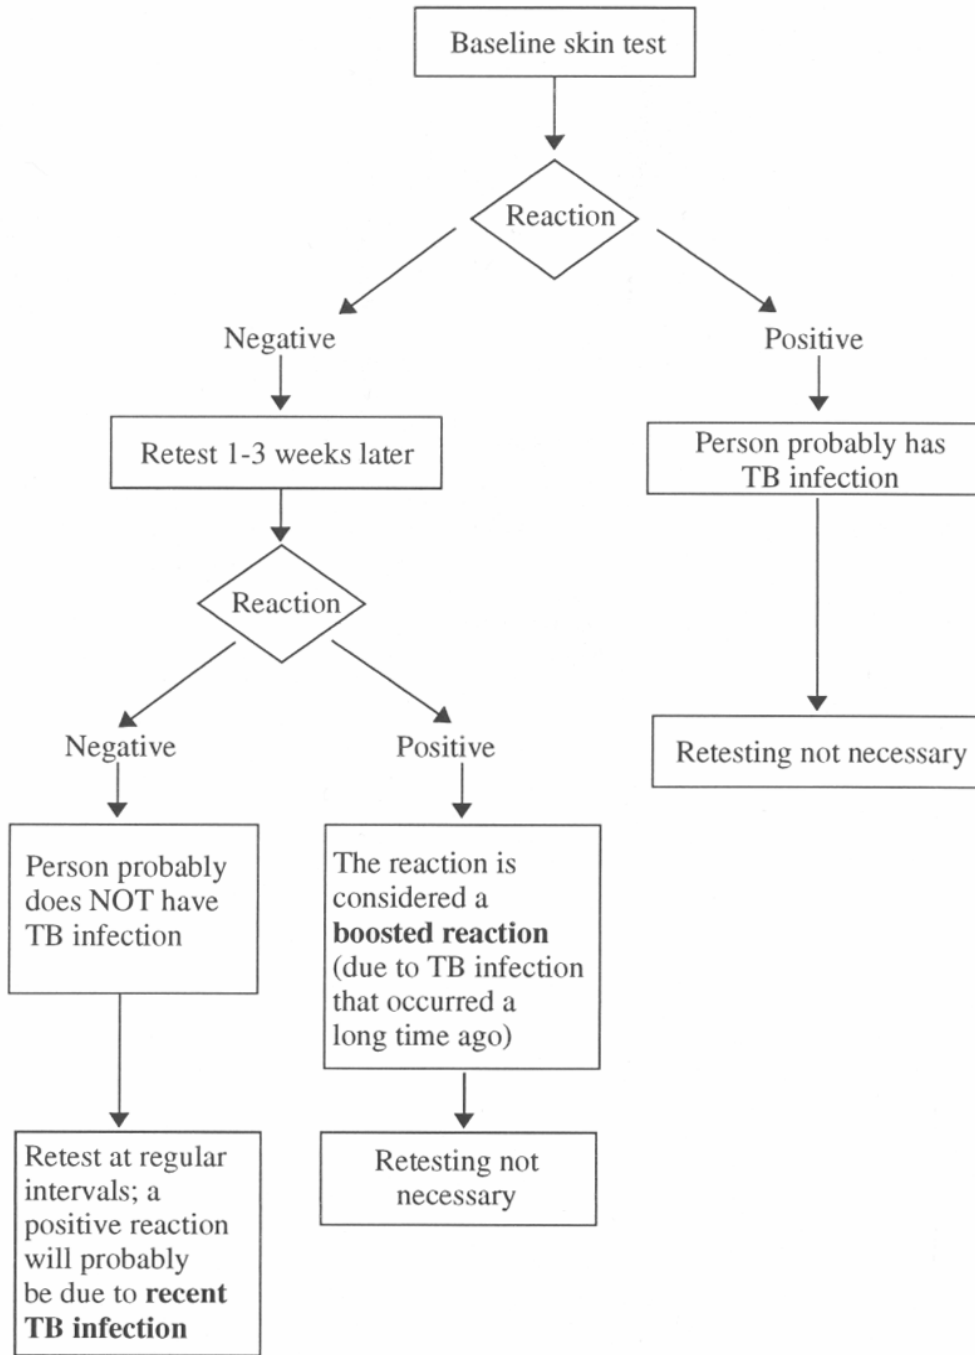 Baseline skin test
Reaction
Negative
Positive
Retest 1-3 weeks later
Person probably has
TB infection
Reaction
Negative
Positive
Retesting not necessary
Person probably
does NOT have
TB infection
The reaction is
considered a
boosted reaction
(due to TB infection
that occurred a
long time ago)
Retest at regular
intervals; a
positive reaction
will probably
be due to recent
TB infection
Retesting not
necessary